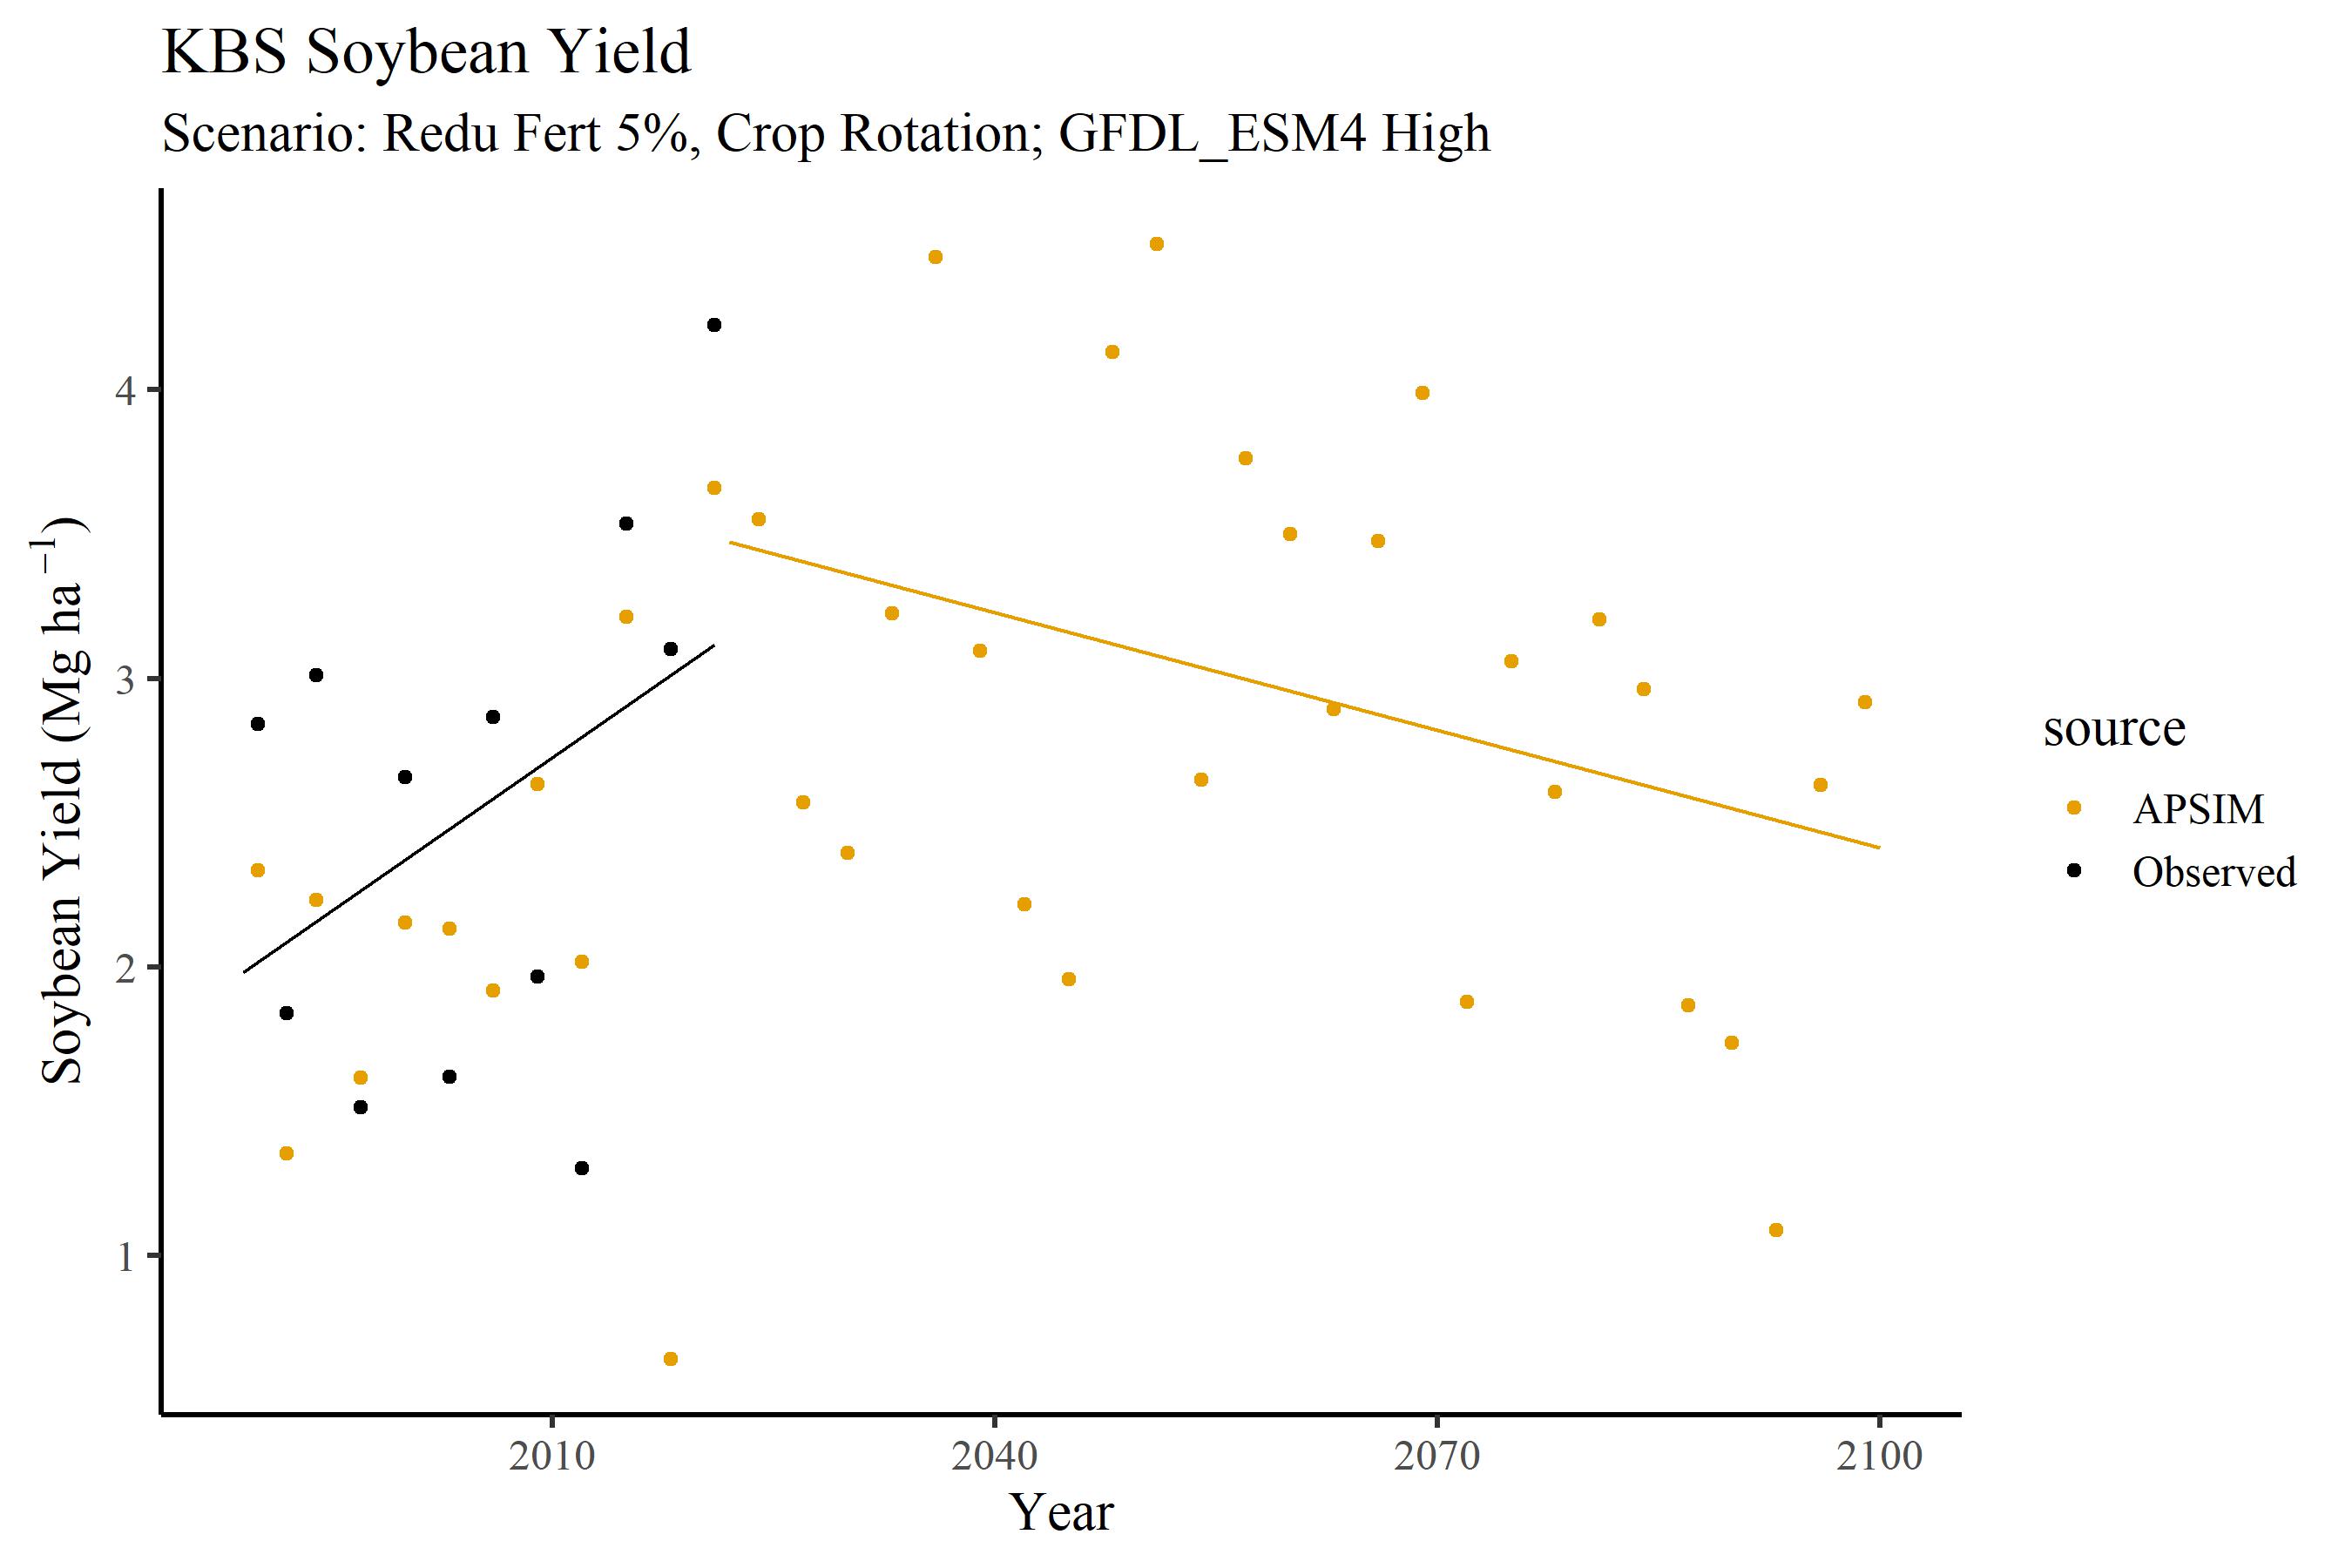 KBS Soybean Yield
Scenario: Redu Fert 5%, Crop Rotation; GFDL_ESM4 High
Soybean Yield (Mg ha⁻¹)
4
3
2
1
2010
2040
2070
2100
Year
source
APSIM
Observed